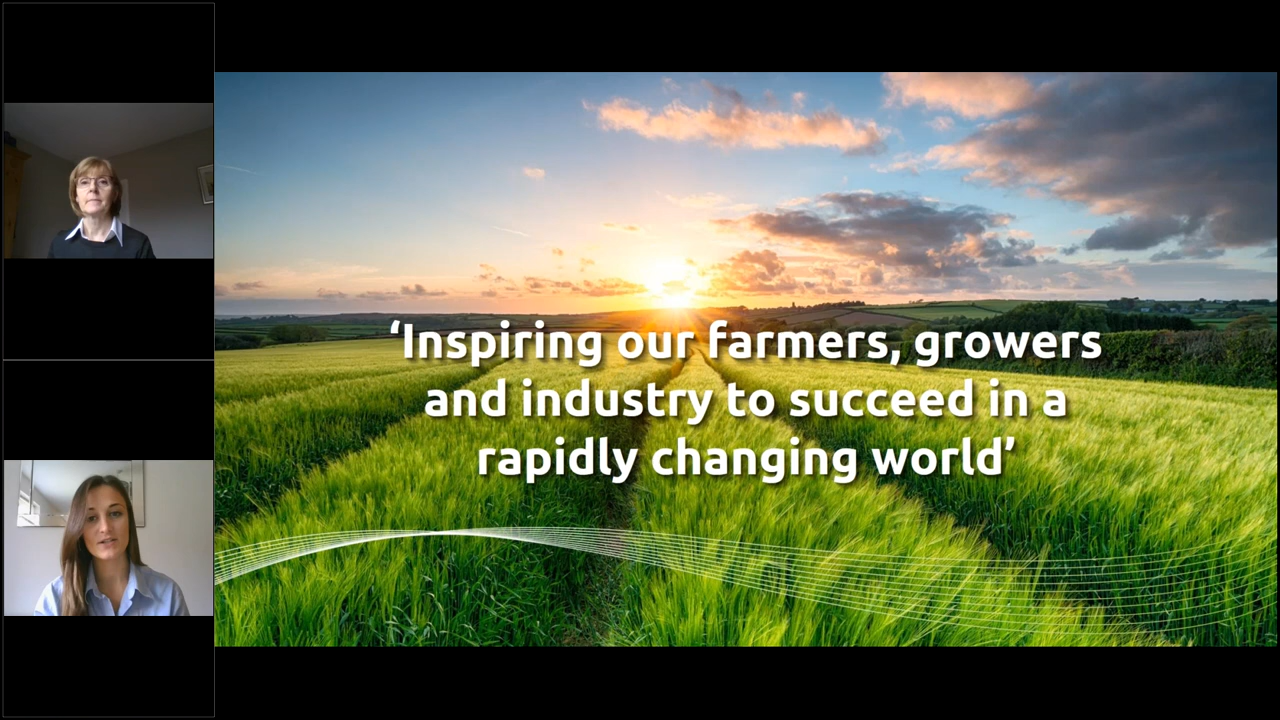 ‘Inspiring our farmers, growers
and industry to succeed in a
rapidly changing world’